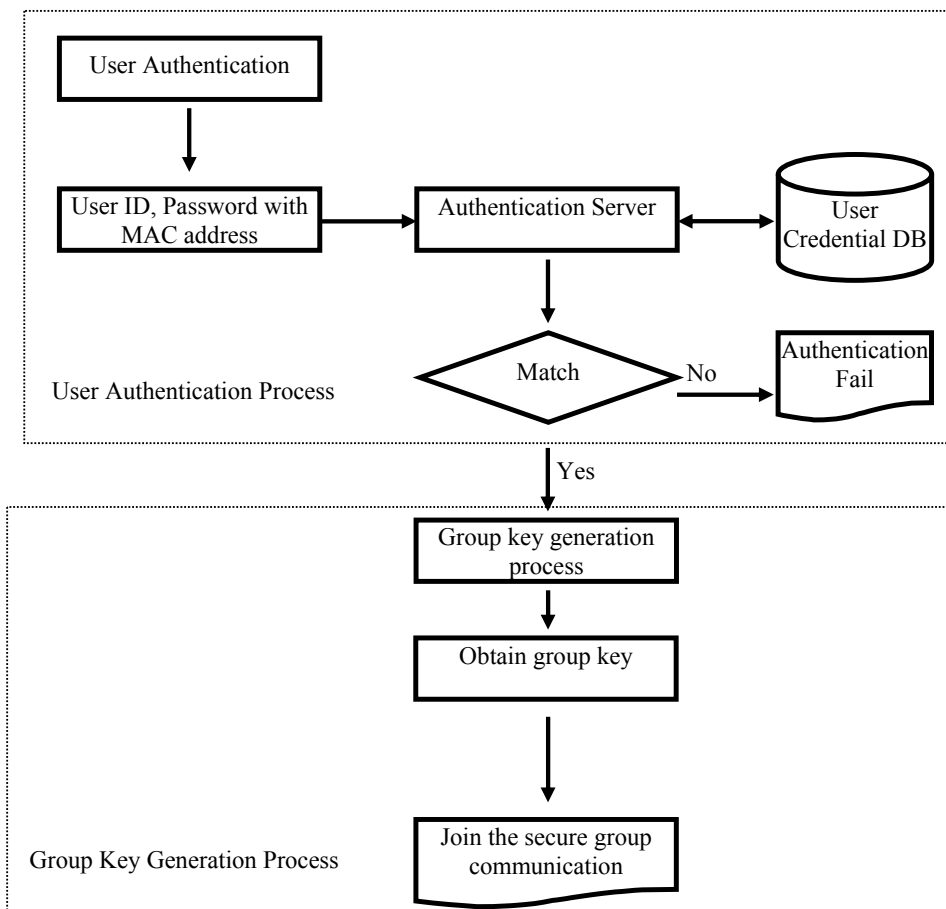 User Authentication
User ID, Password with
MAC address
Authentication Server
User
Credential DB
Match
No
Authentication
Fail
User Authentication Process
Yes
Group key generation
process
Obtain group key
Join the secure group
communication
Group Key Generation Process